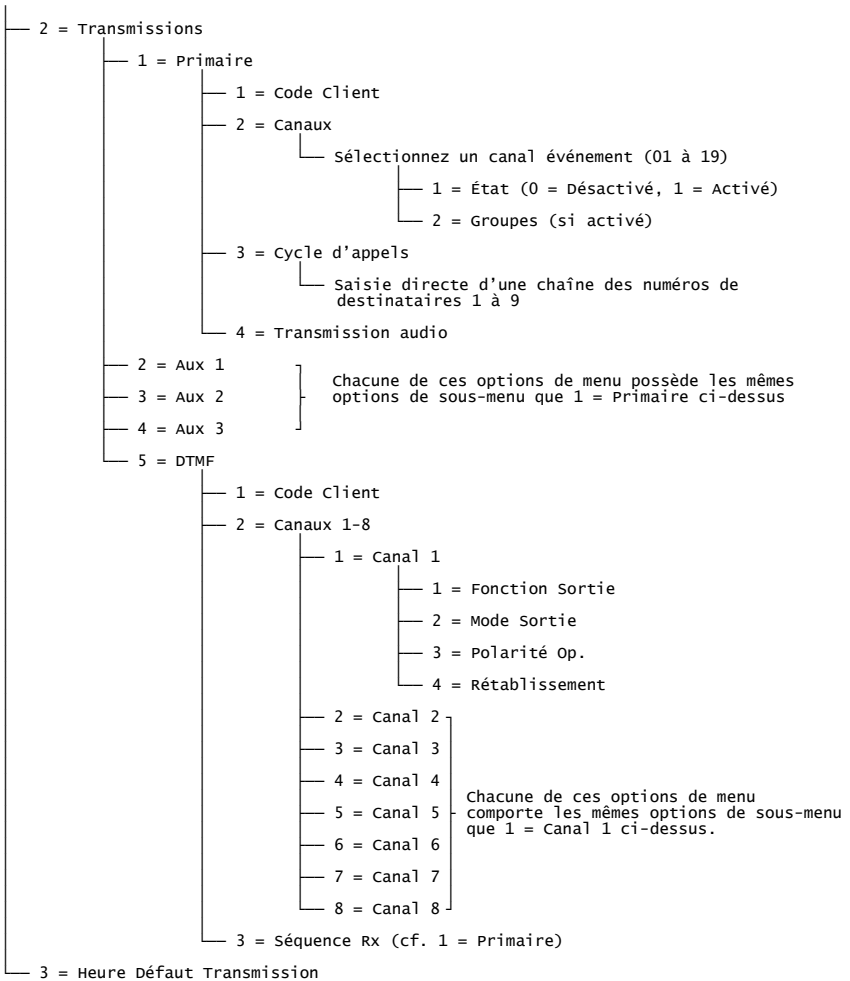 2 = Transmissions
1 = Primaire
1 = Code Client
2 = Canaux
Sélectionnez un canal événement (01 à 19)
1 = État (0 = Désactivé, 1 = Activé)
2 = Groupes (si activé)
3 = Cycle d’appels
Saisie directe d’une chaîne des numéros de
destinataires 1 à 9
4 = Transmission audio
2 = Aux 1
3 = Aux 2
4 = Aux 3
Chacune de ces options de menu possède les mêmes
options de sous-menu que 1 = Primaire ci-dessus
5 = DTMF
1 = Code Client
2 = Canaux 1-8
1 = Canal 1
1 = Fonction Sortie
2 = Mode Sortie
3 = Polarité Op.
4 = Rétablissement
2 = Canal 2
3 = Canal 3
4 = Canal 4
5 = Canal 5
6 = Canal 6
7 = Canal 7
8 = Canal 8
Chacune de ces options de menu
comporte les mêmes options de sous-menu
que 1 = Canal 1 ci-dessus.
3 = Séquence Rx (cf. 1 = Primaire)
3 = Heure Défaut Transmission